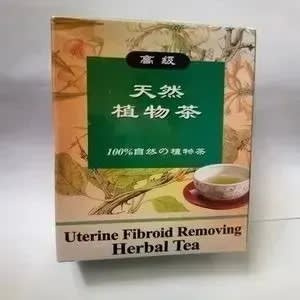 高級
天然
植物茶
100%自然の植物茶
Uterine Fibroid Removing
Herbal Tea